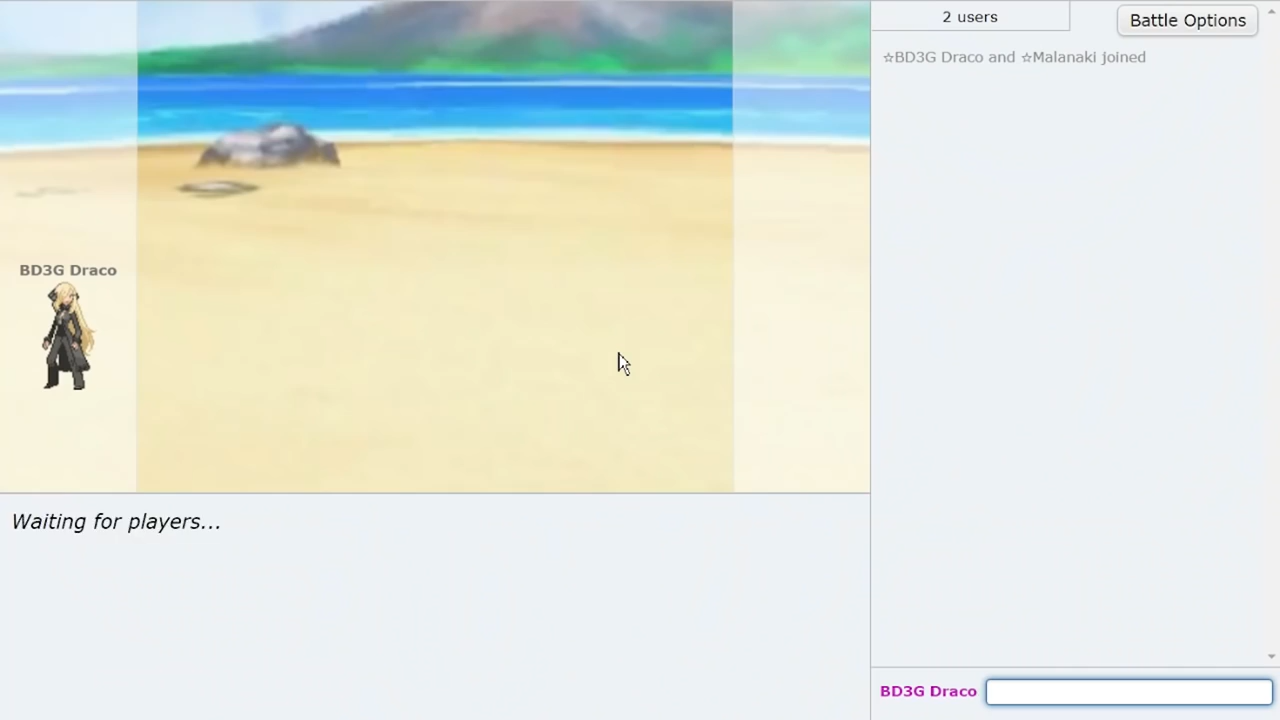 2 users
Battle Options
☆BD3G Draco and ☆Malanaki joined
BD3G Draco
Waiting for players...
BD3G Draco